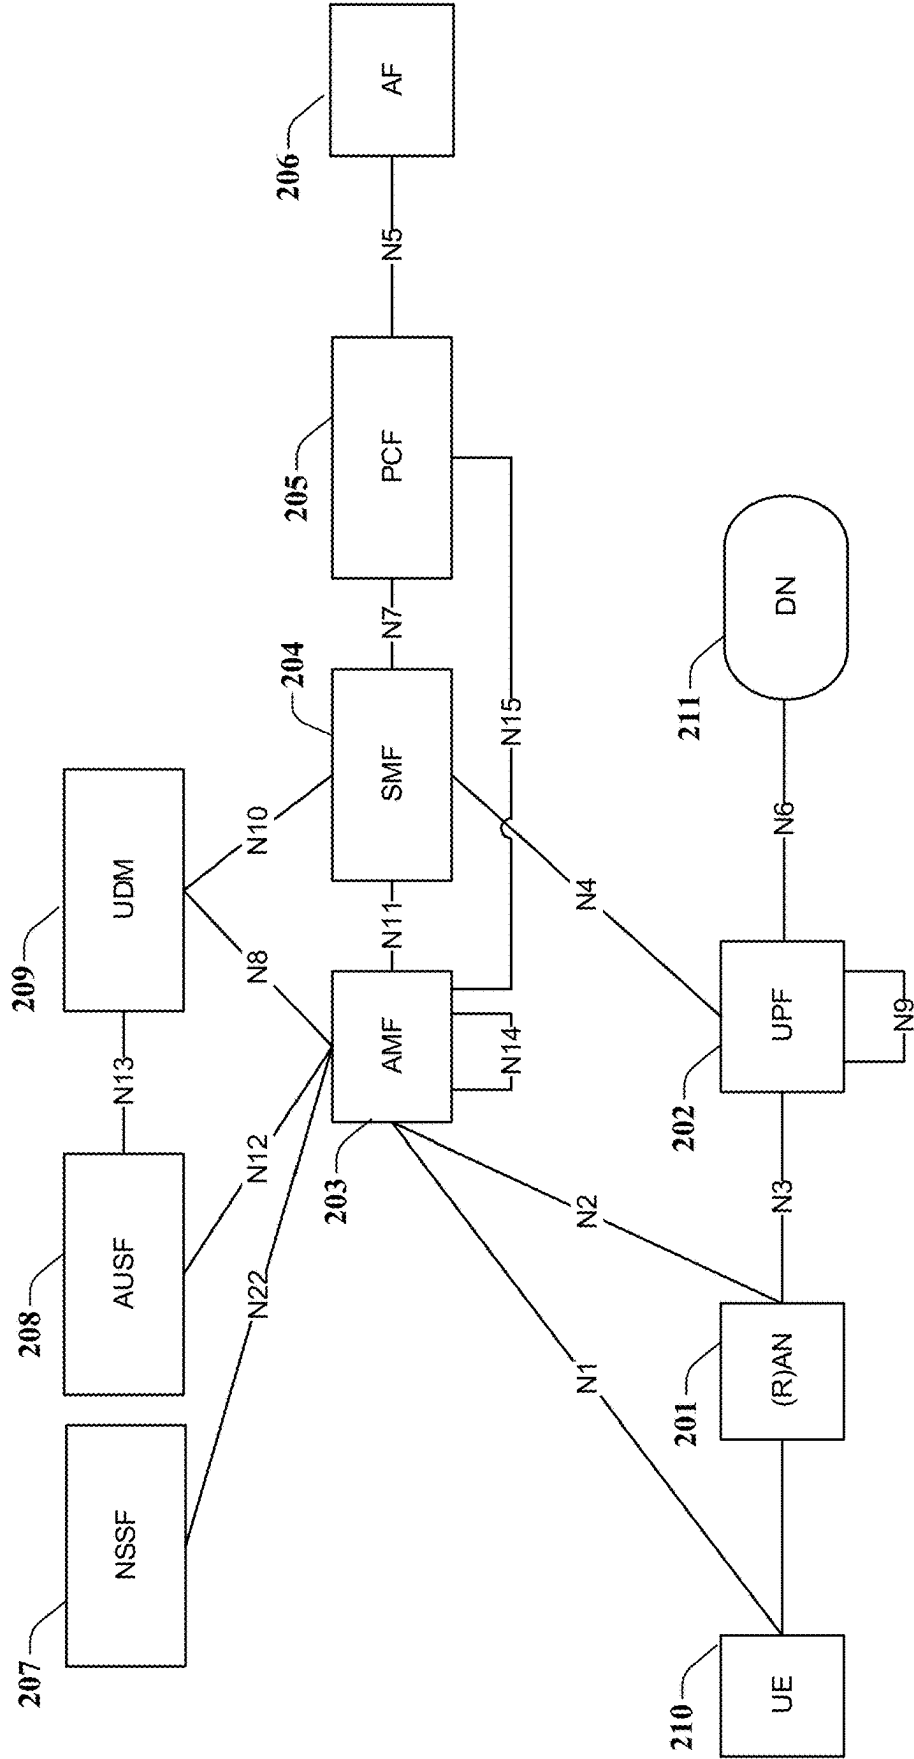 207
208
209
NSSF
AUSF
N13
UDM
N22
N12
N8
N10
203
204
205
206
AMF
N11
SMF
N7
PCF
N5
AF
N14
N15
N1
N2
N4
210
201
202
211
UE
(R)AN
N3
UPF
N6
DN
N9